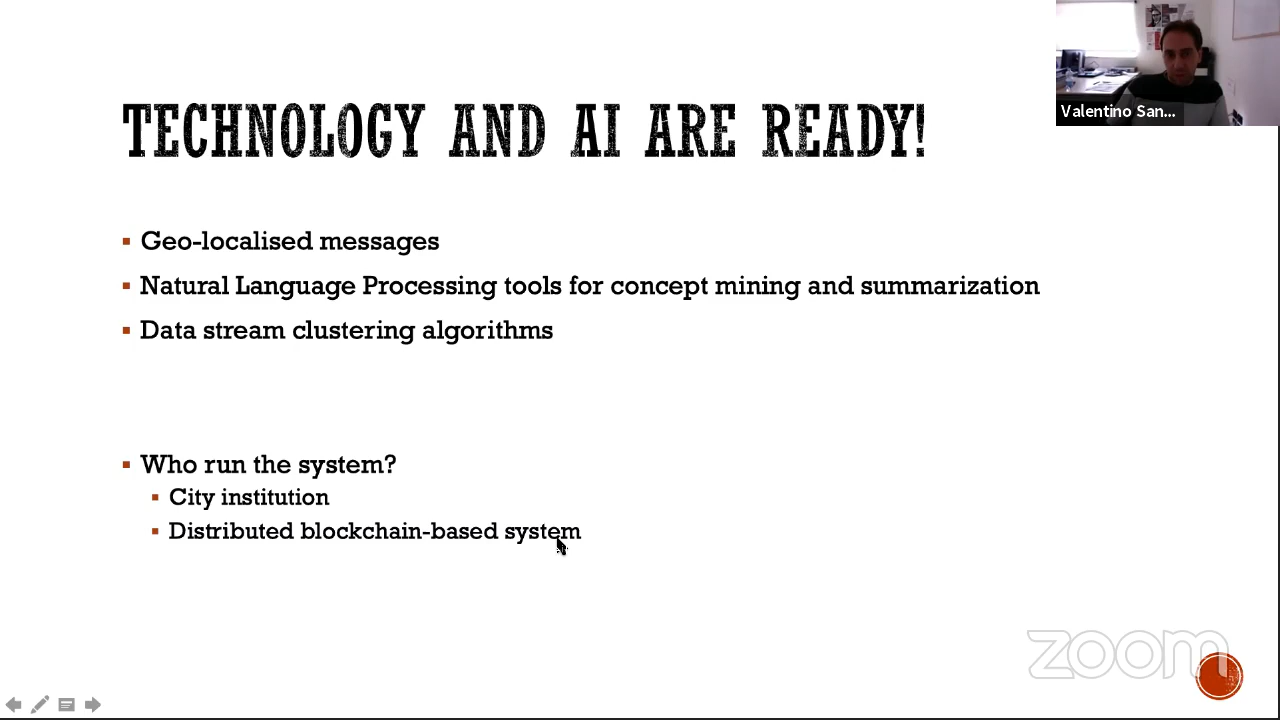 Valentino San...
TECHNOLOGY AND AI ARE READY!
Geo-localised messages
Natural Language Processing tools for concept mining and summarization
Data stream clustering algorithms
Who run the system?
City institution
Distributed blockchain-based system
zoom